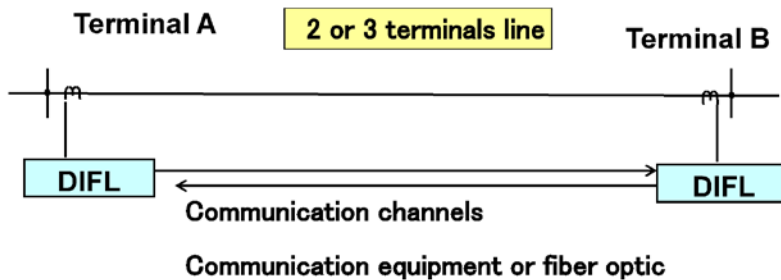 Terminal A
2 or 3 terminals line
Terminal B
DIFL
DIFL
Communication channels
Communication equipment or fiber optic